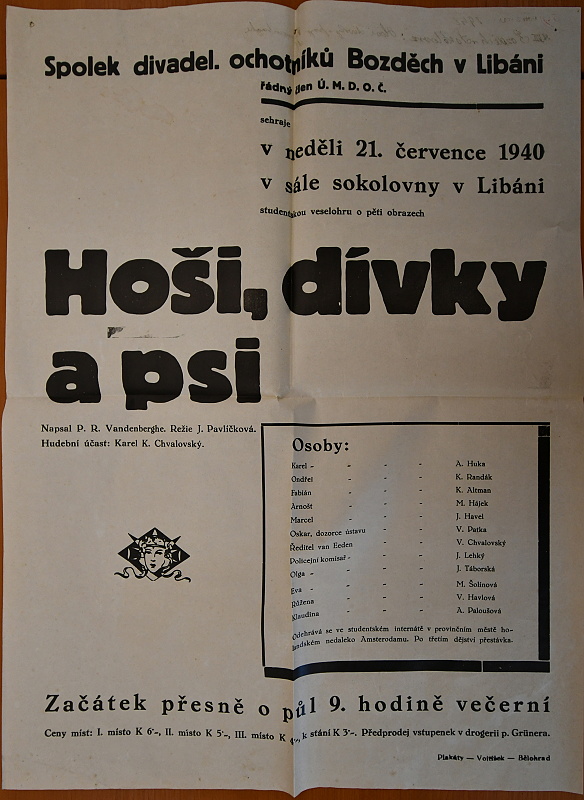 Spolek divadel. ochotníků Bozděch v Libáni
řádný člen Ú. M. D. O. Č.
sehraje
v neděli 21. července 1940
v sále sokolovny v Libáni
studentskou veselohru o pěti obrazech
Hoši, dívky
a psi
Napsal P. R. Vandenberghe. Režie J. Pavlíčková.
Hudební účast: Karel K. Chvalovský.
Osoby:
Karel - - - - A. Huka
Ondřej - - - K. Randák
Fabián - - - K. Altman
Arnošt - - - M. Hájek
Marcel - - - J. Havel
Oskar, dozorce ústavu - - V. Patka
Ředitel van Eeden - - V. Chvalovský
Policejní komisař - - - J. Lehký
Olga - - - - J. Táborská
Eva - - - - M. Šolínová
Růžena - - - V. Havlová
Klaudina - - - A. Paloušová
Odehrává se ve studentském internátě v provinčním městě ho-
landském nedaleko Amsterodamu. Po třetím dějství přestávka.
Začátek přesně o půl 9. hodině večerní
Ceny míst: I. místo K 6·-, II. místo K 5·-, III. místo K 4·-, k stání K 3·-. Předprodej vstupenek v drogerii p. Grünera.
Plakáty — Voltíšek — Bělohrad